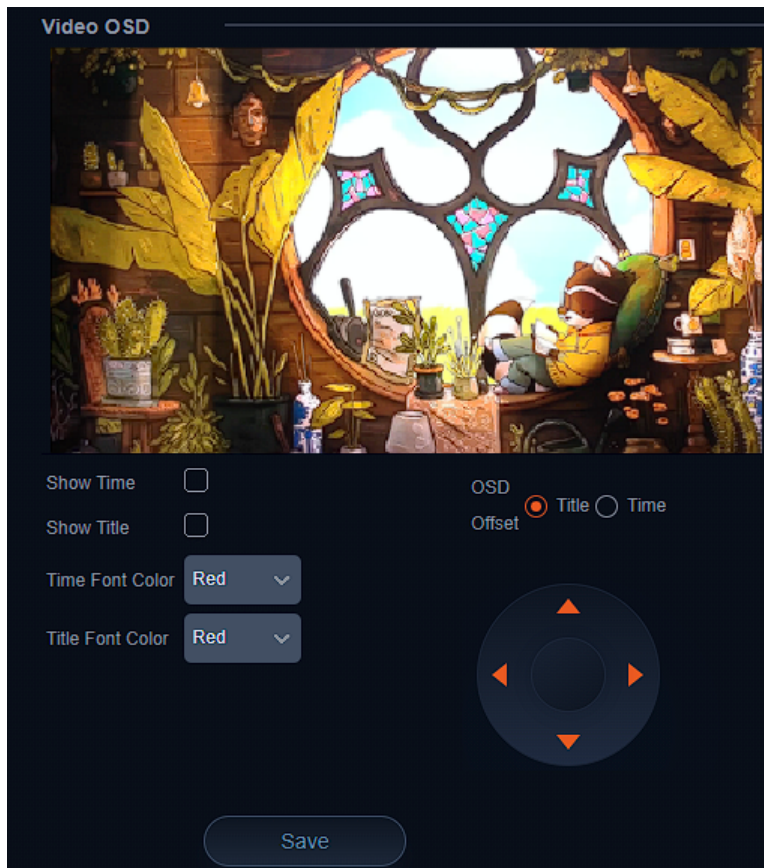 Video OSD
Show Time
Show Title
Time Font Color Red
Title Font Color Red
OSD
Offset Title Time
Save